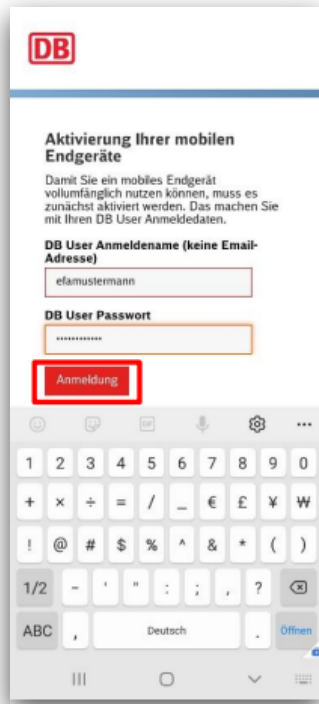 DB
Aktivierung Ihrer mobilen
Endgeräte
Damit Sie ein mobiles Endgerät
vollumfänglich nutzen können, muss es
zunächst aktiviert werden. Das machen Sie
mit Ihren DB User Anmeldedaten.
DB User Anmeldename (keine Email-
Adresse)
efamustermann
DB User Passwort
••••••••••••
Anmeldung
GIF
1 2 3 4 5 6 7 8 9 0
+ × ÷ = / _ € £ ¥ ₩
! @ # $ % ^ & * ( )
1/2 - ' " : ; , ?
ABC , Deutsch . Öffnen